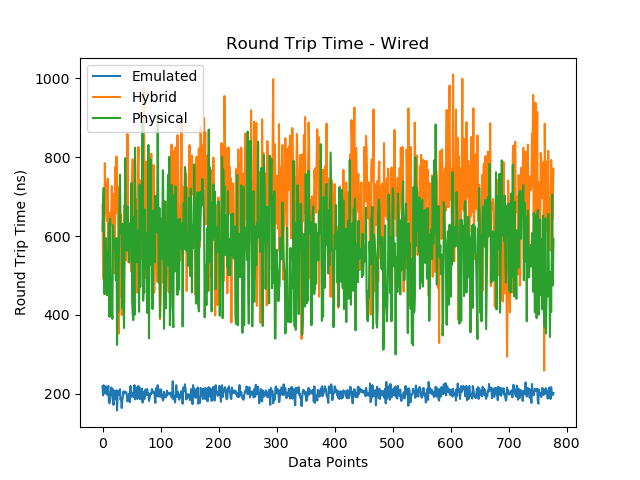 Round Trip Time - Wired
Emulated
Hybrid
Physical
Round Trip Time (ns)
1000
800
600
400
200
0
100
200
300
400
500
600
700
800
Data Points